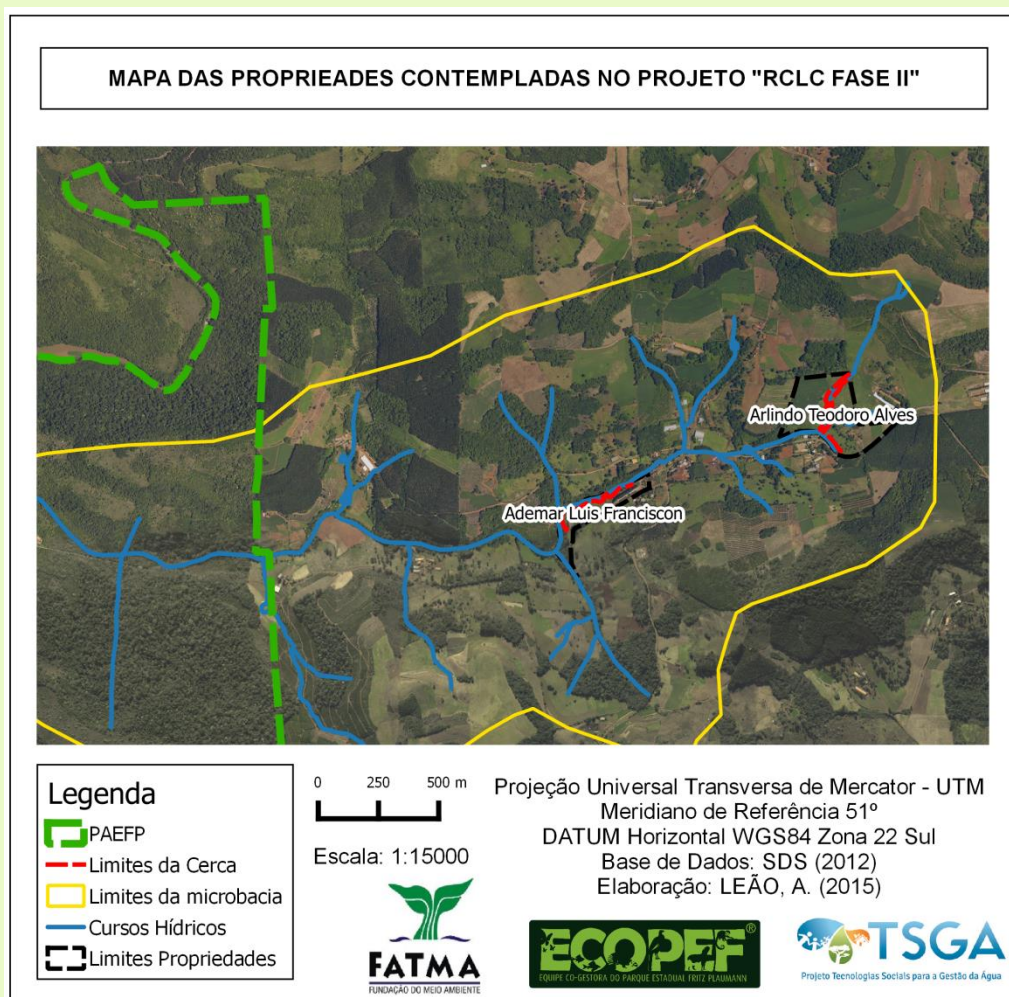 MAPA DAS PROPRIEADES CONTEMPLADAS NO PROJETO "RCLC FASE II"
Arlindo Teodoro Alves
Ademar Luis Franciscon
Legenda
PAEFP
Limites da Cerca
Limites da microbacia
Cursos Hídricos
Limites Propriedades
0 250 500 m
Escala: 1:15000
FATMA
FUNDAÇÃO DO MEIO AMBIENTE
Projeção Universal Transversa de Mercator - UTM
Meridiano de Referência 51º
DATUM Horizontal WGS84 Zona 22 Sul
Base de Dados: SDS (2012)
Elaboração: LEÃO, A. (2015)
ECOPEF®
EQUIPE CO-GESTORA DO PARQUE ESTADUAL FRITZ PLAUMANN
TSGA
Projeto Tecnologias Sociais para a Gestão da Água